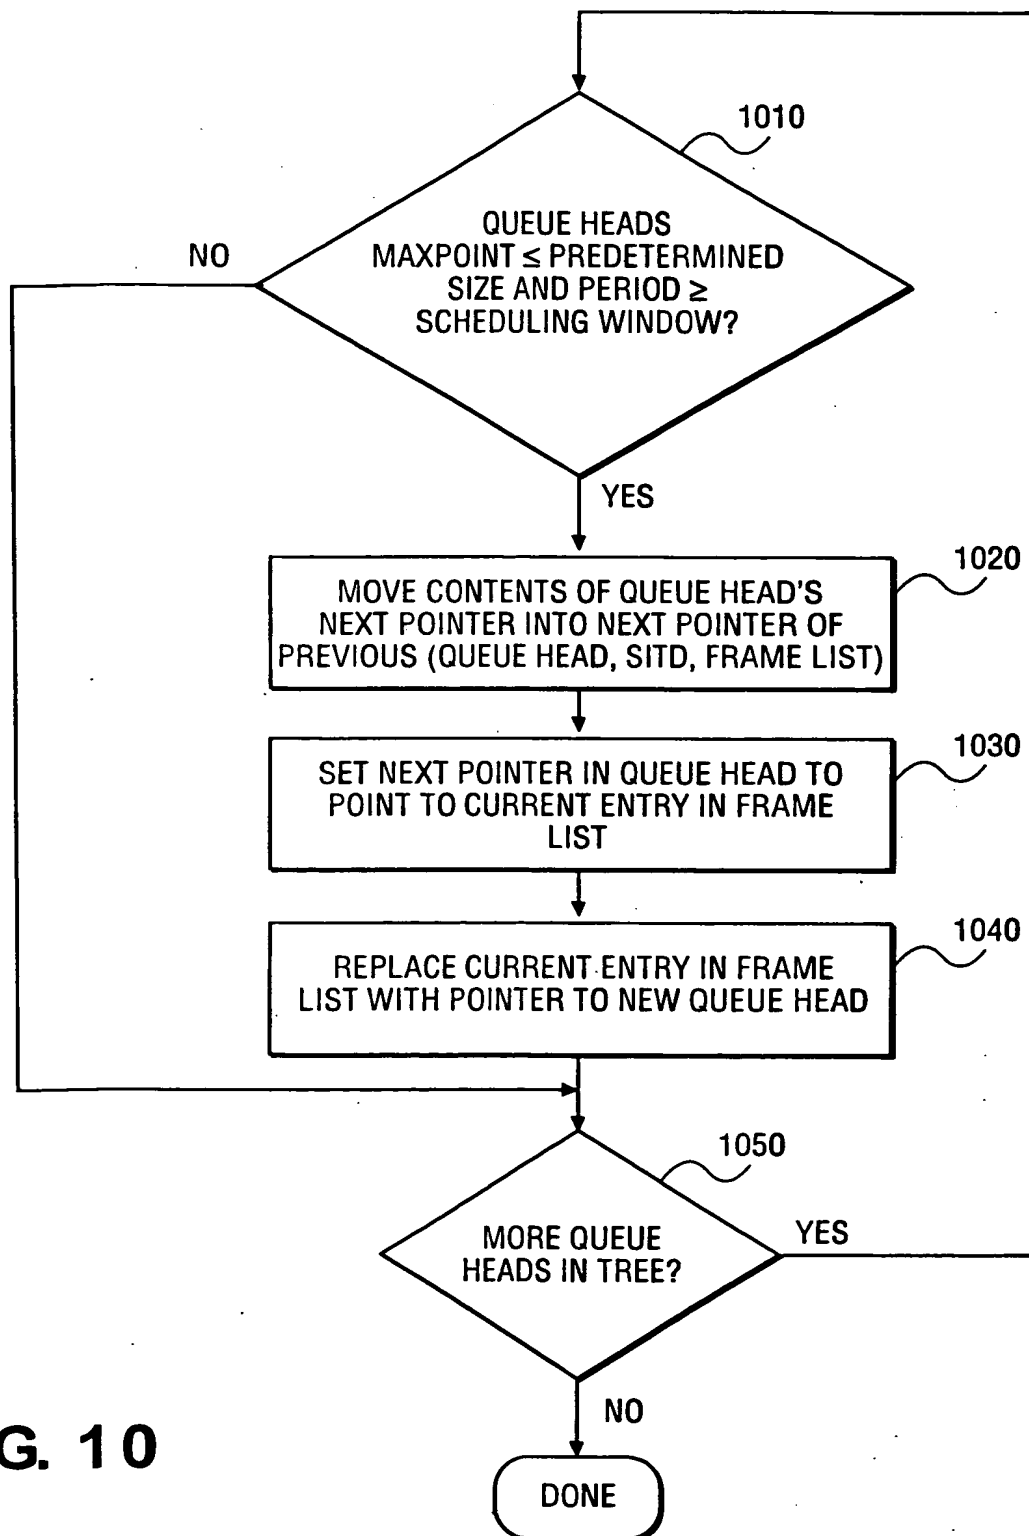 1010
QUEUE HEADS
MAXPOINT ≤ PREDETERMINED
SIZE AND PERIOD ≥
SCHEDULING WINDOW?
NO
YES
1020
MOVE CONTENTS OF QUEUE HEAD'S
NEXT POINTER INTO NEXT POINTER OF
PREVIOUS (QUEUE HEAD, SITD, FRAME LIST)
1030
SET NEXT POINTER IN QUEUE HEAD TO
POINT TO CURRENT ENTRY IN FRAME
LIST
1040
REPLACE CURRENT ENTRY IN FRAME
LIST WITH POINTER TO NEW QUEUE HEAD
1050
MORE QUEUE
HEADS IN TREE?
YES
NO
G. 10
DONE